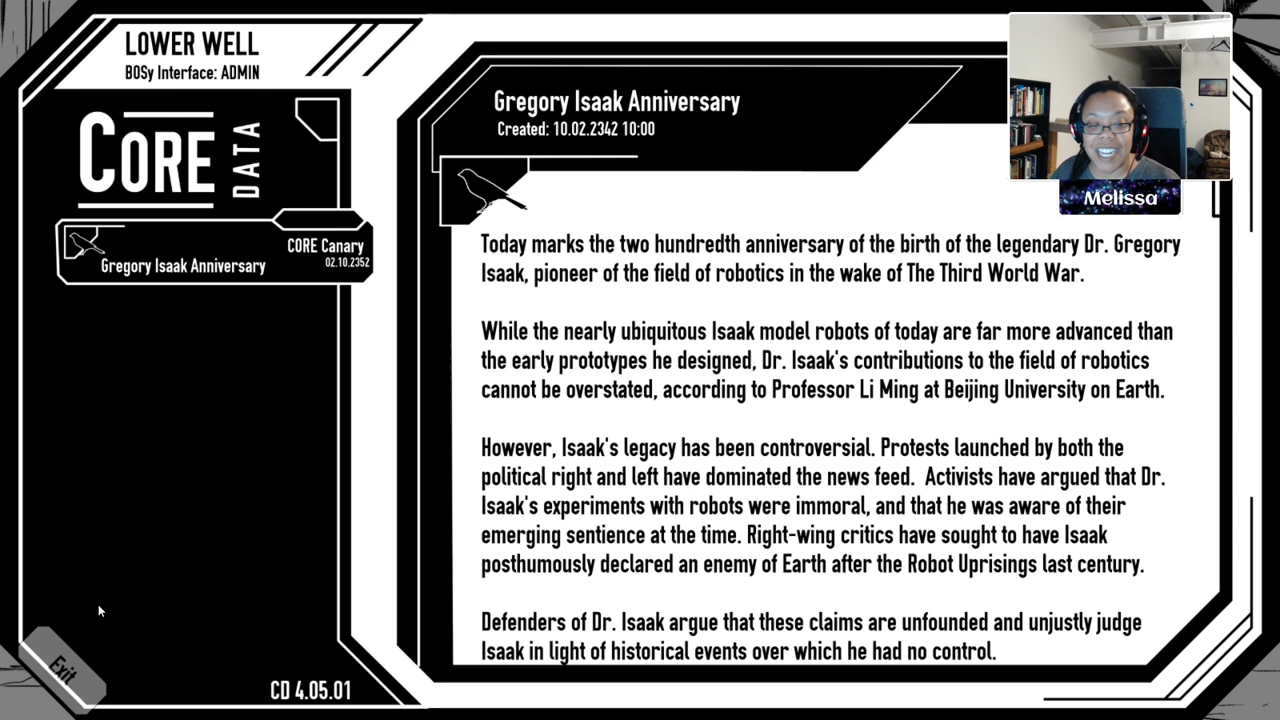 LOWER WELL
BOSy Interface: ADMIN
CORE
DATA
CORE Canary
02.10.2352
Gregory Isaak Anniversary
Exit
CD 4.05.01
Gregory Isaak Anniversary
Created: 10.02.2342 10:00
Melissa
Today marks the two hundredth anniversary of the birth of the legendary Dr. Gregory
Isaak, pioneer of the field of robotics in the wake of The Third World War.
While the nearly ubiquitous Isaak model robots of today are far more advanced than
the early prototypes he designed, Dr. Isaak's contributions to the field of robotics
cannot be overstated, according to Professor Li Ming at Beijing University on Earth.
However, Isaak's legacy has been controversial. Protests launched by both the
political right and left have dominated the news feed.  Activists have argued that Dr.
Isaak's experiments with robots were immoral, and that he was aware of their
emerging sentience at the time. Right-wing critics have sought to have Isaak
posthumously declared an enemy of Earth after the Robot Uprisings last century.
Defenders of Dr. Isaak argue that these claims are unfounded and unjustly judge
Isaak in light of historical events over which he had no control.